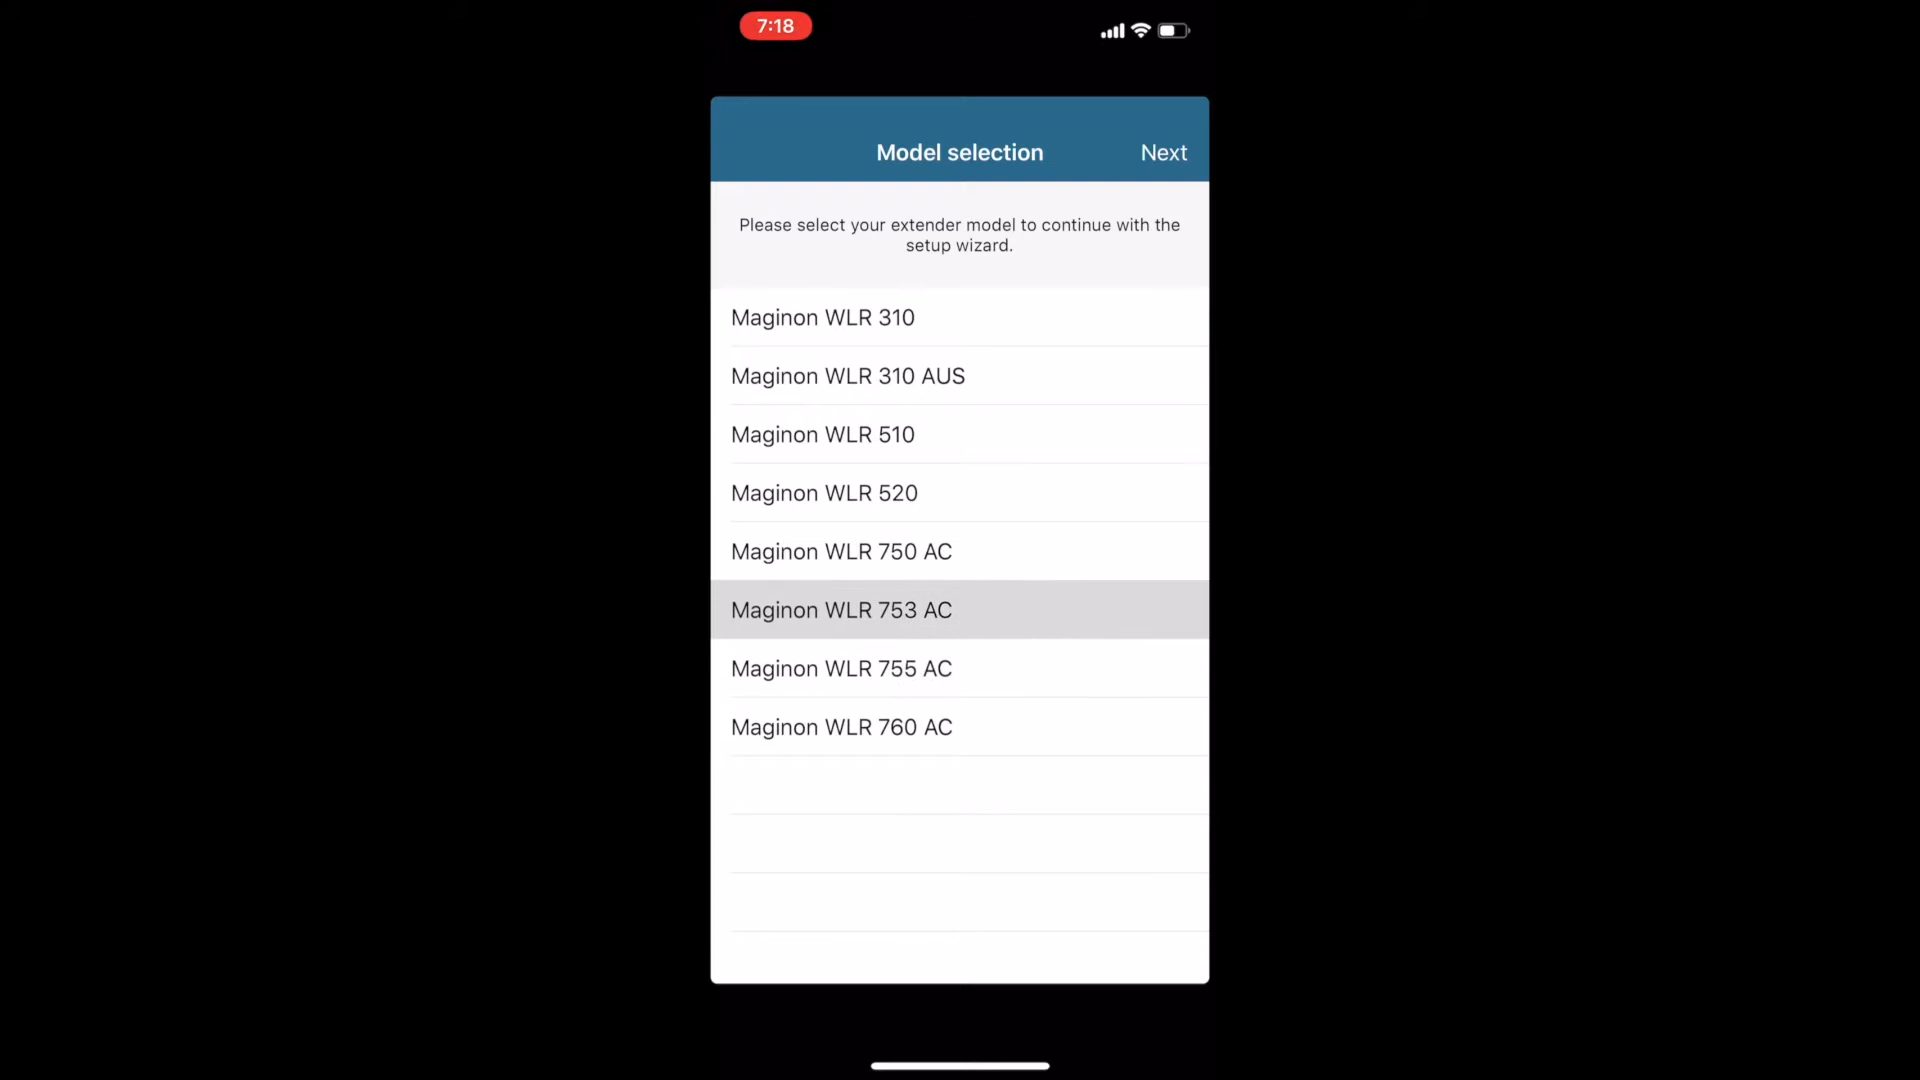 7:18
Model selection
Next
Please select your extender model to continue with the
setup wizard.
Maginon WLR 310
Maginon WLR 310 AUS
Maginon WLR 510
Maginon WLR 520
Maginon WLR 750 AC
Maginon WLR 753 AC
Maginon WLR 755 AC
Maginon WLR 760 AC